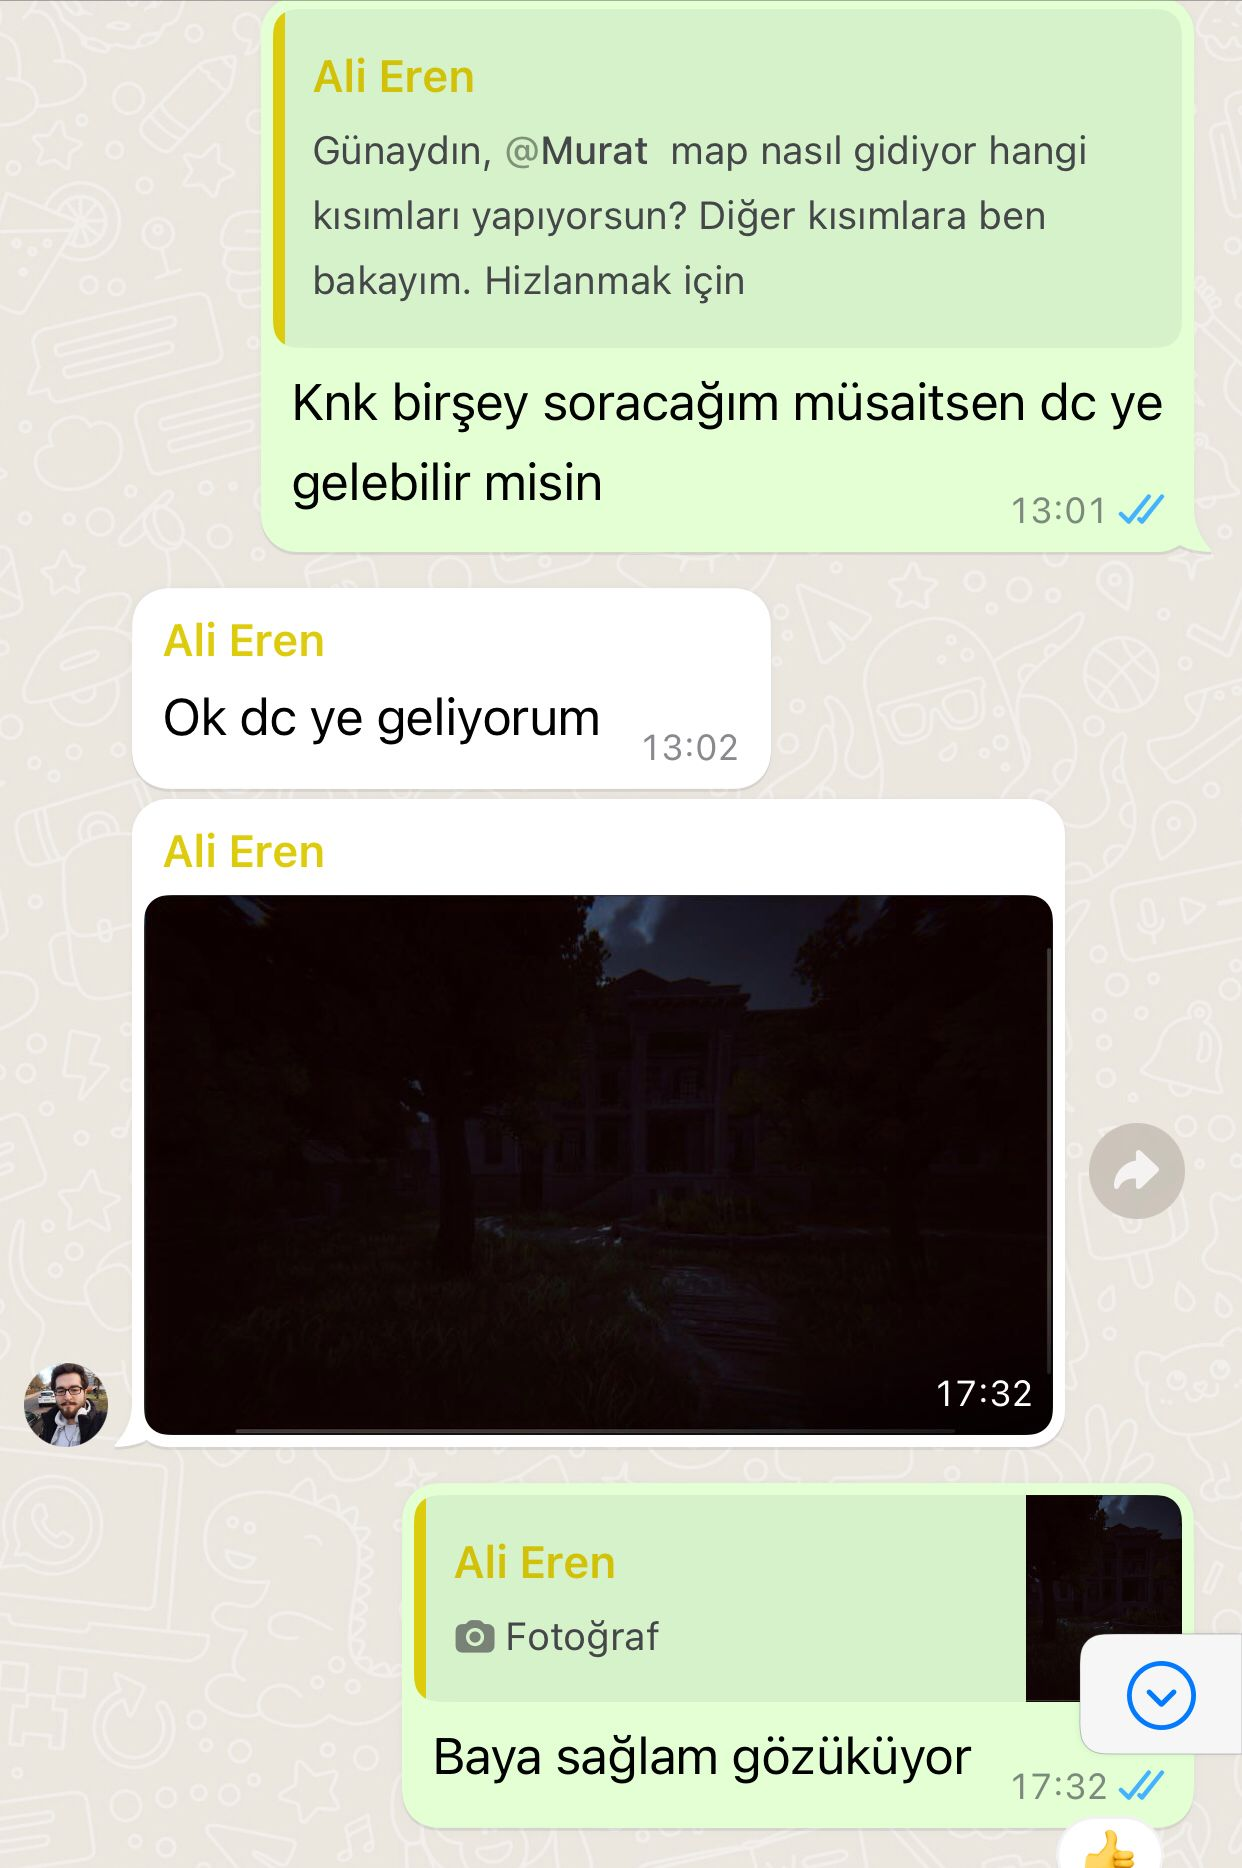 Ali Eren
Günaydın, @Murat map nasıl gidiyor hangi
kısımları yapıyorsun? Diğer kısımlara ben
bakayım. Hizlanmak için
Knk birşey soracağım müsaitsen dc ye
gelebilir misin
13:01
Ali Eren
Ok dc ye geliyorum
13:02
Ali Eren
17:32
Ali Eren
Fotoğraf
Baya sağlam gözüküyor
17:32